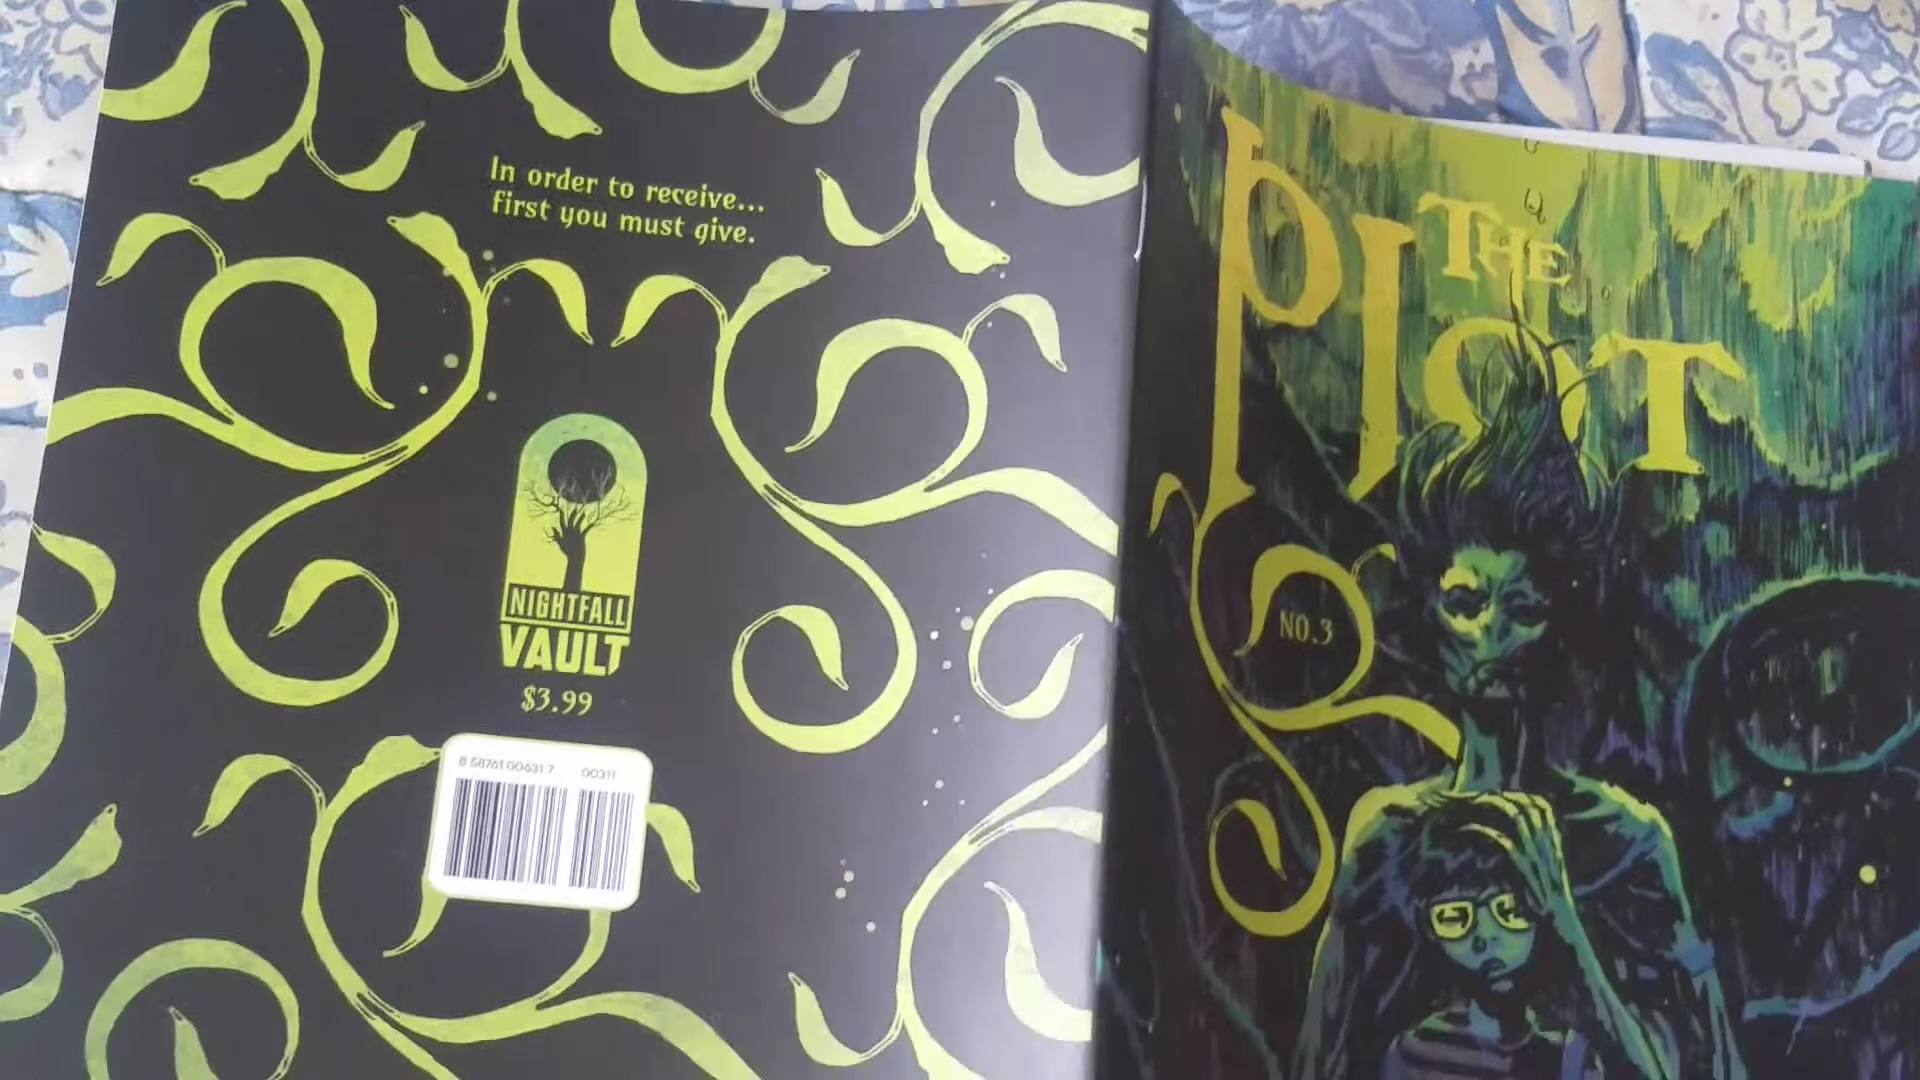 In order to receive...
first you must give.
NIGHTFALL
VAULT
$3.99
8 58761 00631 7 00311
THE
PLOT
NO.3